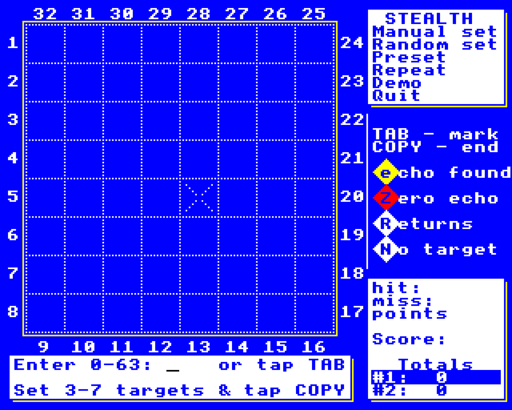 32 31 30 29 28 27 26 25
STEALTH
Manual set
Random set
Preset
Repeat
Demo
Quit
1 24
2 23
3 22
4 21
5 20
6 19
7 18
8 17
9 10 11 12 13 14 15 16
TAB - mark
COPY - end
echo found
Zero echo
Returns
No target
hit:
miss:
points
Score:
Totals
#1: 0
#2: 0
Enter 0-63: _ or tap TAB
Set 3-7 targets & tap COPY